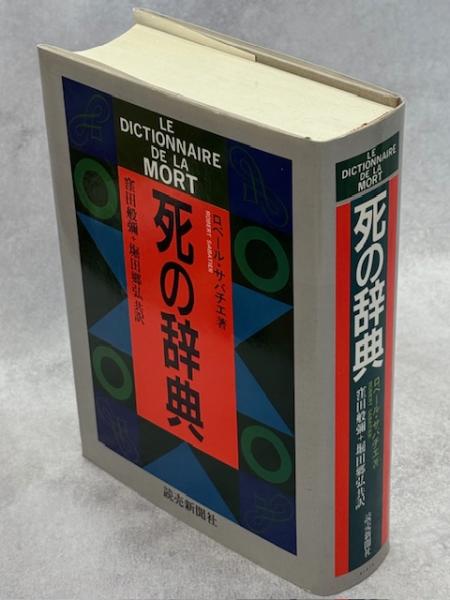 LE
DICTIONNAIRE
DE LA
MORT
死の辞典
ロベール・サバチエ著
ROBERT SABATIER
窪田般彌+堀田郷弘共訳
読売新聞社
LE
DICTIONNAIRE
DE LA
MORT
死の辞典
ロベール・サバチエ著
ROBERT SABATIER
窪田般彌+堀田郷弘共訳
読売新聞社